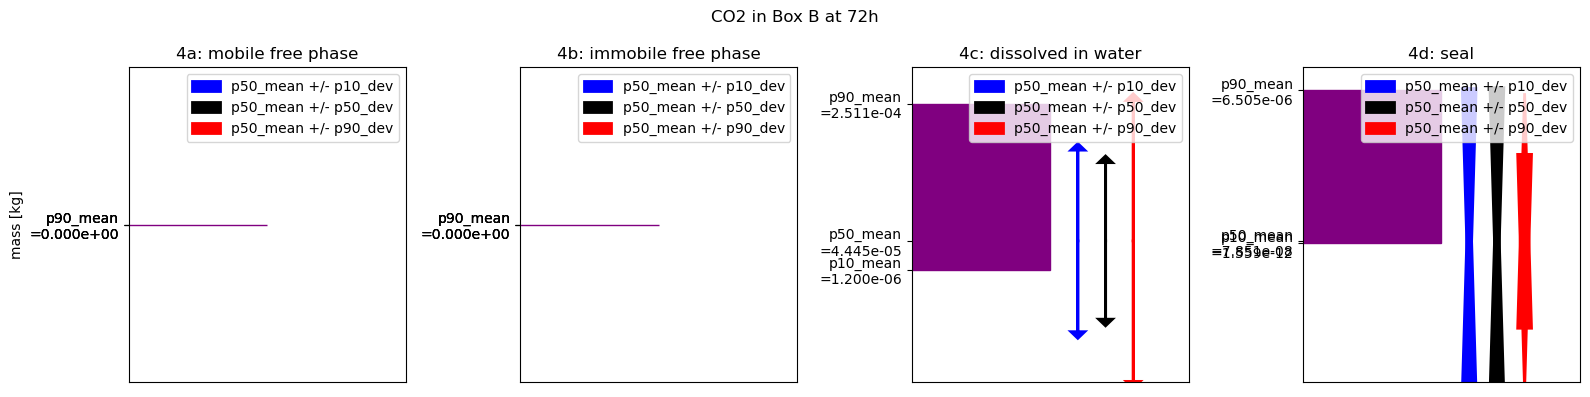 CO2 in Box B at 72h
4a: mobile free phase
p50_mean +/- p10_dev
p50_mean +/- p50_dev
p50_mean +/- p90_dev
mass [kg]
p90_mean
=0.000e+00
4b: immobile free phase
p50_mean +/- p10_dev
p50_mean +/- p50_dev
p50_mean +/- p90_dev
p90_mean
=0.000e+00
4c: dissolved in water
p50_mean +/- p10_dev
p50_mean +/- p50_dev
p50_mean +/- p90_dev
p90_mean
=2.511e-04
p50_mean
=4.445e-05
p10_mean
=1.200e-06
4d: seal
p50_mean +/- p10_dev
p50_mean +/- p50_dev
p50_mean +/- p90_dev
p90_mean
=6.505e-06
p50_mean
p10_mean